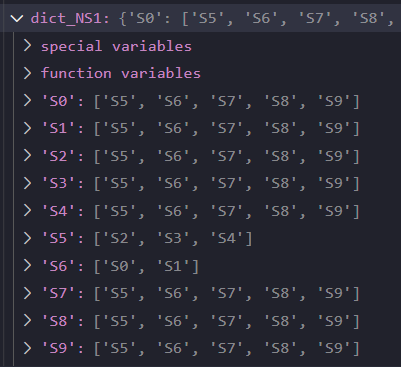 dict_NS1: {'S0': ['S5', 'S6', 'S7', 'S8',
special variables
function variables
'S0': ['S5', 'S6', 'S7', 'S8', 'S9']
'S1': ['S5', 'S6', 'S7', 'S8', 'S9']
'S2': ['S5', 'S6', 'S7', 'S8', 'S9']
'S3': ['S5', 'S6', 'S7', 'S8', 'S9']
'S4': ['S5', 'S6', 'S7', 'S8', 'S9']
'S5': ['S2', 'S3', 'S4']
'S6': ['S0', 'S1']
'S7': ['S5', 'S6', 'S7', 'S8', 'S9']
'S8': ['S5', 'S6', 'S7', 'S8', 'S9']
'S9': ['S5', 'S6', 'S7', 'S8', 'S9']